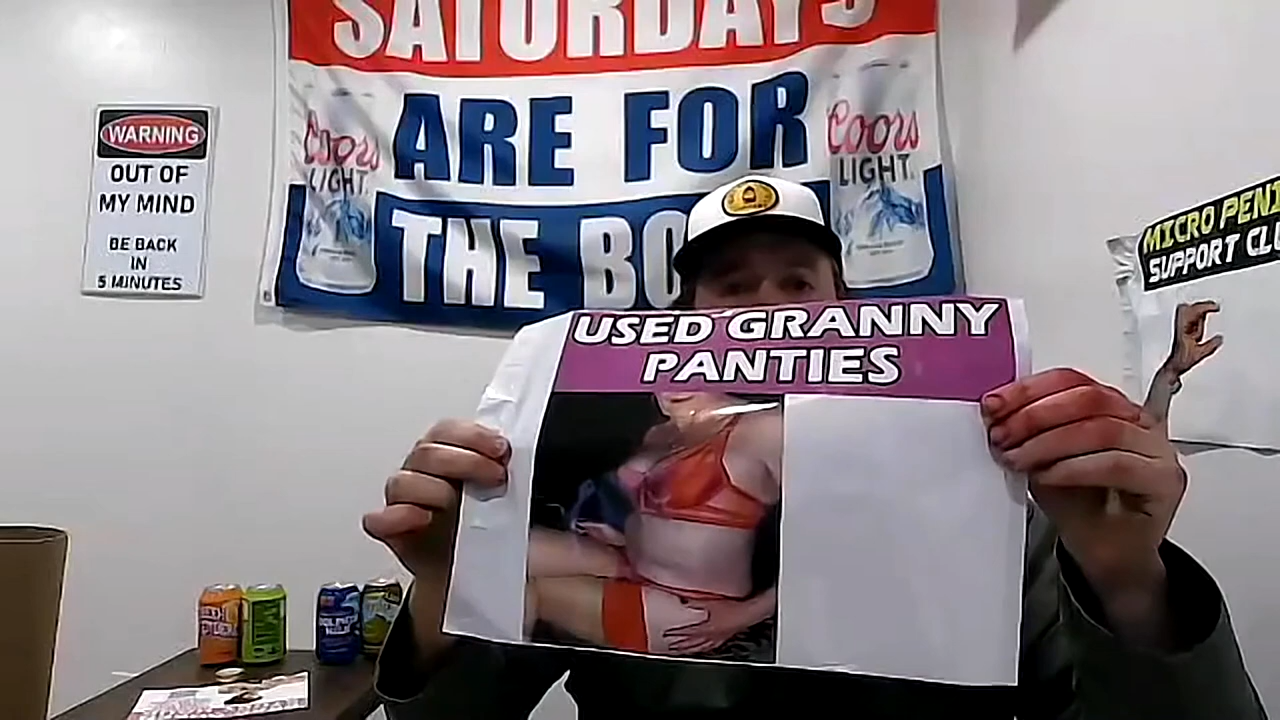 SATURDAYS
ARE FOR
THE BO
Coors
LIGHT
Coors
LIGHT
WARNING
OUT OF
MY MIND
BE BACK
IN
5 MINUTES
MICRO PENI
SUPPORT CLU
USED GRANNY
PANTIES